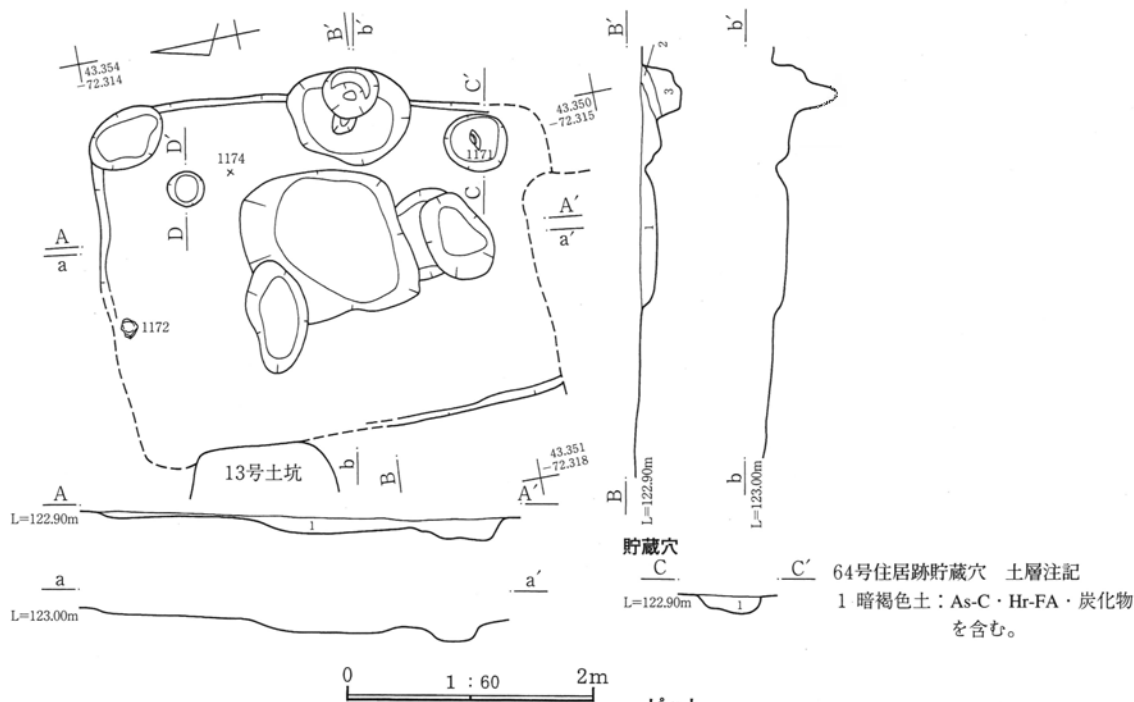 43.354
-72.314
B′
b′
C′
43.350
-72.315
B′
2
3
b′
D′
1174
1171
C
A′
a′
A
a
D
1
1172
43.351
-72.318
13号土坑
b
B
A
A′
L=122.90m
1
B
L=122.90m
b
L=123.00m
a
a′
L=123.00m
貯蔵穴
C
C′
L=122.90m
1
64号住居跡貯蔵穴 土層注記
1 暗褐色土：As-C・Hr-FA・炭化物
を含む。
0
1 : 60
2m